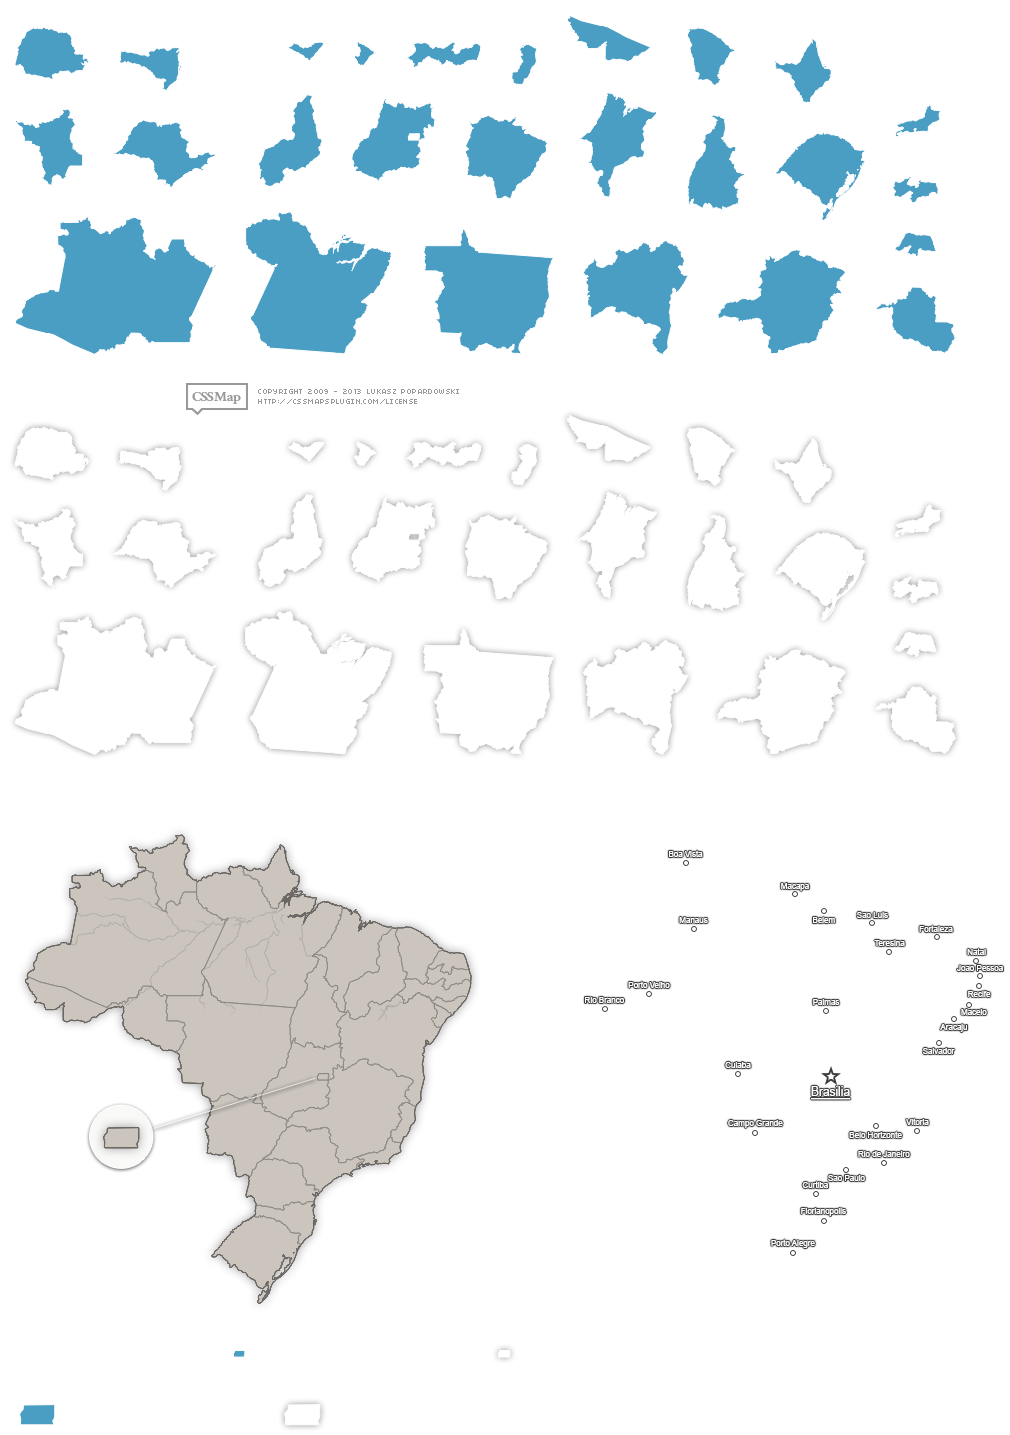 CSSMap
COPYRIGHT 2009 - 2013 LUKASZ POPARDOWSKI
HTTP://CSSMAPSPLUGIN.COM/LICENSE
Boa Vista
Macapa
Belem
Sao Luis
Manaus
Fortaleza
Teresina
Natal
Joao Pessoa
Porto Velho
Recife
Rio Branco
Palmas
Maceio
Aracaju
Salvador
Cuiaba
Brasilia
Campo Grande
Vitoria
Belo Horizonte
Rio de Janeiro
Sao Paulo
Curitiba
Florianopolis
Porto Alegre